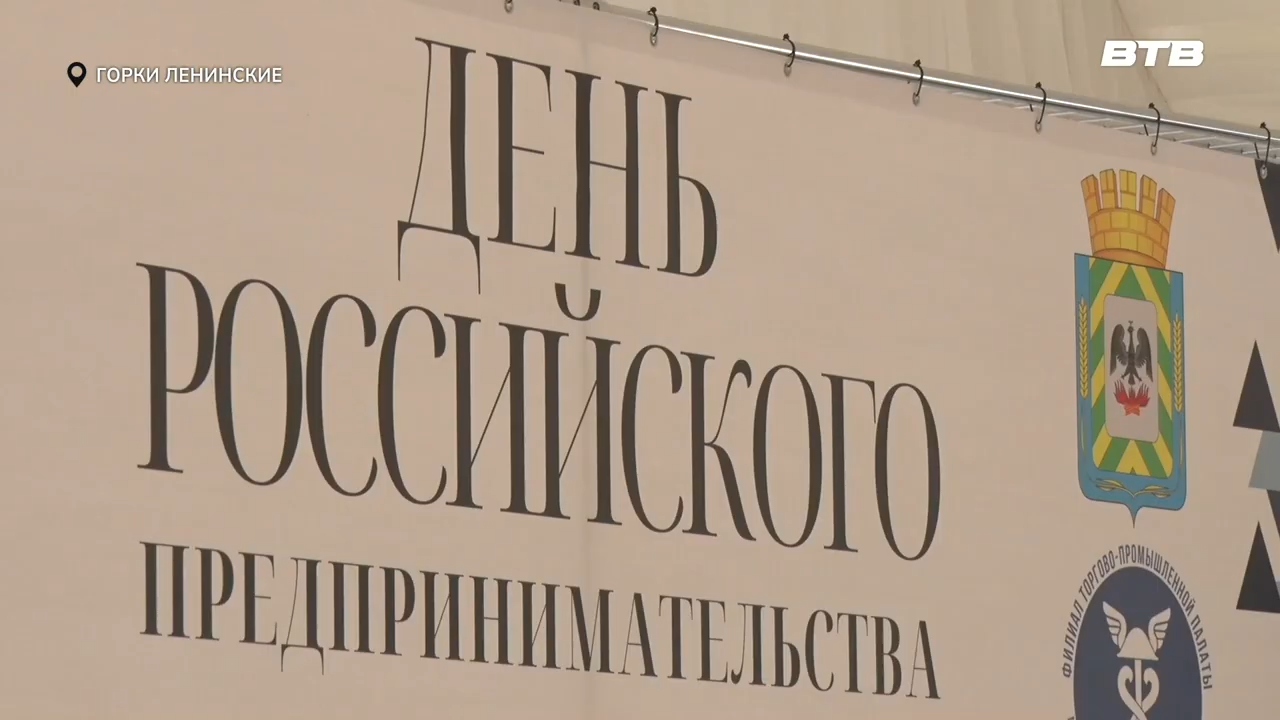 ГОРКИ ЛЕНИНСКИЕ
ВТВ
ДЕНЬ
РОССИЙСКОГО
ПРЕДПРИНИМАТЕЛЬСТВА
ФИЛИАЛ ТОРГОВО-ПРОМЫШЛЕННОЙ ПАЛАТЫ